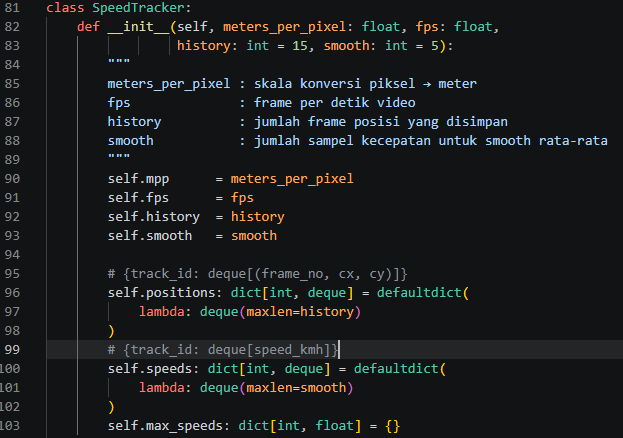 81 class SpeedTracker:
82     def __init__(self, meters_per_pixel: float, fps: float,
83                  history: int = 15, smooth: int = 5):
84         """
85         meters_per_pixel : skala konversi piksel → meter
86         fps              : frame per detik video
87         history          : jumlah frame posisi yang disimpan
88         smooth           : jumlah sampel kecepatan untuk smooth rata-rata
89         """
90         self.mpp      = meters_per_pixel
91         self.fps      = fps
92         self.history  = history
93         self.smooth   = smooth
94
95         # {track_id: deque[(frame_no, cx, cy)]}
96         self.positions: dict[int, deque] = defaultdict(
97             lambda: deque(maxlen=history)
98         )
99         # {track_id: deque[speed_kmh]}
100         self.speeds: dict[int, deque] = defaultdict(
101             lambda: deque(maxlen=smooth)
102         )
103         self.max_speeds: dict[int, float] = {}